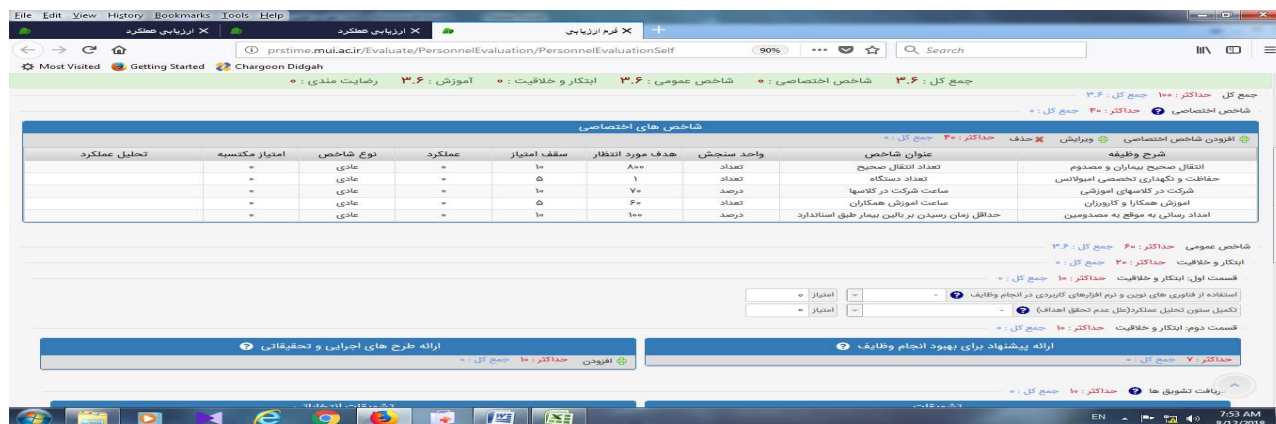 File Edit View History Bookmarks Tools Help
ارزیابی عملکرد × ارزیابی عملکرد × فرم ارزیابی ×
prstime.mui.ac.ir/Evaluate/PersonnelEvaluation/PersonnelEvaluationSelf 90% Search
Most Visited Getting Started Chargoon Didgah
جمع کل : ۳.۶ شاخص اختصاصی : ۰ شاخص عمومی : ۳.۶ ابتکار و خلاقیت : ۰ آموزش : ۳.۶ رضایت مندی : ۰
جمع کل حداکثر : ۱۰۰ جمع کل : ۳.۶
شاخص اختصاصی حداکثر : ۴۰ جمع کل : ۰
شاخص های اختصاصی
افزودن شاخص اختصاصی ویرایش حذف حداکثر : ۴۰ جمع کل : ۰
شرح وظیفه عنوان شاخص واحد سنجش هدف مورد انتظار سقف امتیاز عملکرد نوع شاخص امتیاز مکتسبه تحلیل عملکرد
انتقال صحیح بیماران و مصدوم تعداد انتقال صحیح تعداد ۸۰۰ ۱۰ ۰ عادی ۰
حفاظت و نگهداری تخصصی امبولانس تعداد دستگاه تعداد ۱ ۵ ۰ عادی ۰
شرکت در کلاسهای اموزشی ساعت شرکت در کلاسها درصد ۷۰ ۱۰ ۰ عادی ۰
اموزش همکارا و کارورزان ساعت اموزش همکاران تعداد ۶۰ ۵ ۰ عادی ۰
امداد رسانی به موقع به مصدومین حداقل زمان رسیدن بر بالین بیمار طبق استاندارد درصد ۱۰۰ ۱۰ ۰ عادی ۰
شاخص عمومی حداکثر : ۶۰ جمع کل : ۳.۶
ابتکار و خلاقیت حداکثر : ۲۰ جمع کل : ۰
قسمت اول: ابتکار و خلاقیت حداکثر : ۱۰ جمع کل : ۰
استفاده از فناوری های نوین و نرم افزارهای کاربردی در انجام وظایف - امتیاز ۰
تکمیل ستون تحلیل عملکرد(علل عدم تحقق اهداف) - امتیاز ۰
قسمت دوم: ابتکار و خلاقیت حداکثر : ۱۰ جمع کل : ۰
ارائه پیشنهاد برای بهبود انجام وظایف ارائه طرح های اجرایی و تحقیقاتی
حداکثر : ۷ جمع کل : ۰ افزودن حداکثر : ۱۰ جمع کل : ۰
دریافت تشویق ها حداکثر : ۱۰ جمع کل : ۰
EN 7:53 AM
8/12/2018